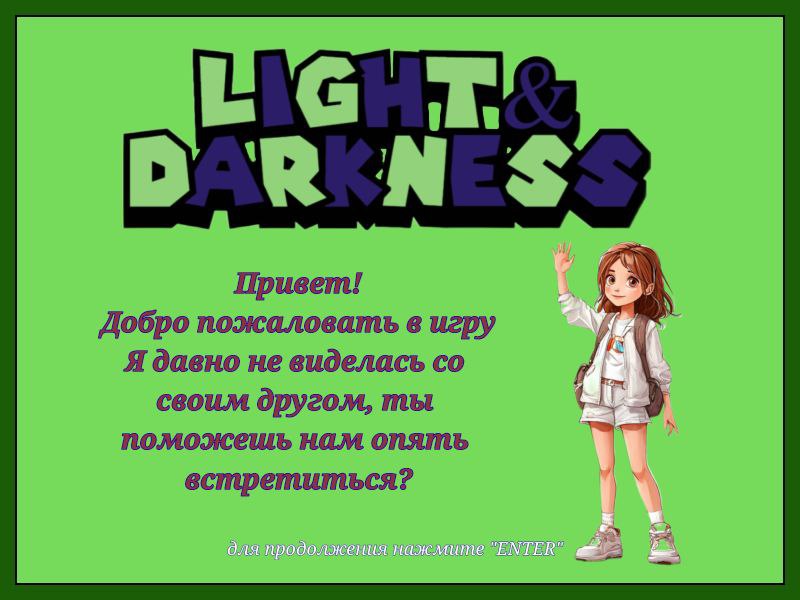 LIGHT &
DARKNESS
Привет!
Добро пожаловать в игру
Я давно не виделась со
своим другом, ты
поможешь нам опять
встретиться?
для продолжения нажмите "ENTER"